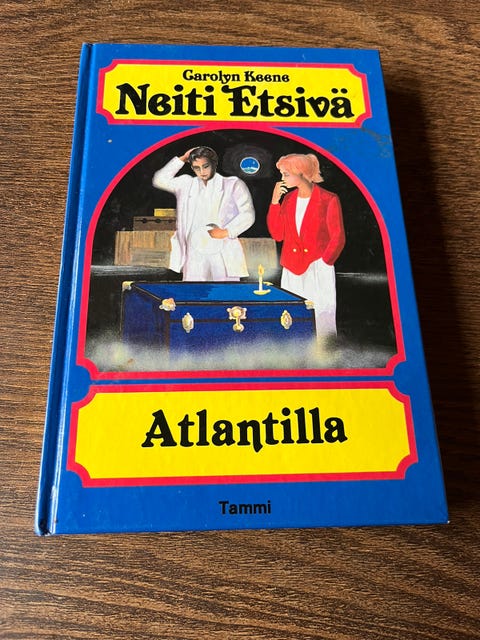 Carolyn Keene
Neiti Etsivä
Atlantilla
Tammi